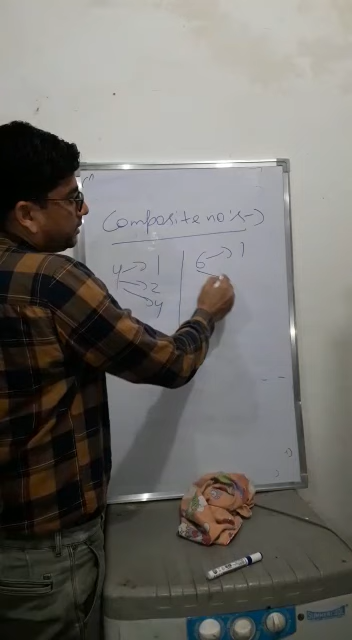 Composite no's →
4 → 1
→ 2
→ 4
6 → 1